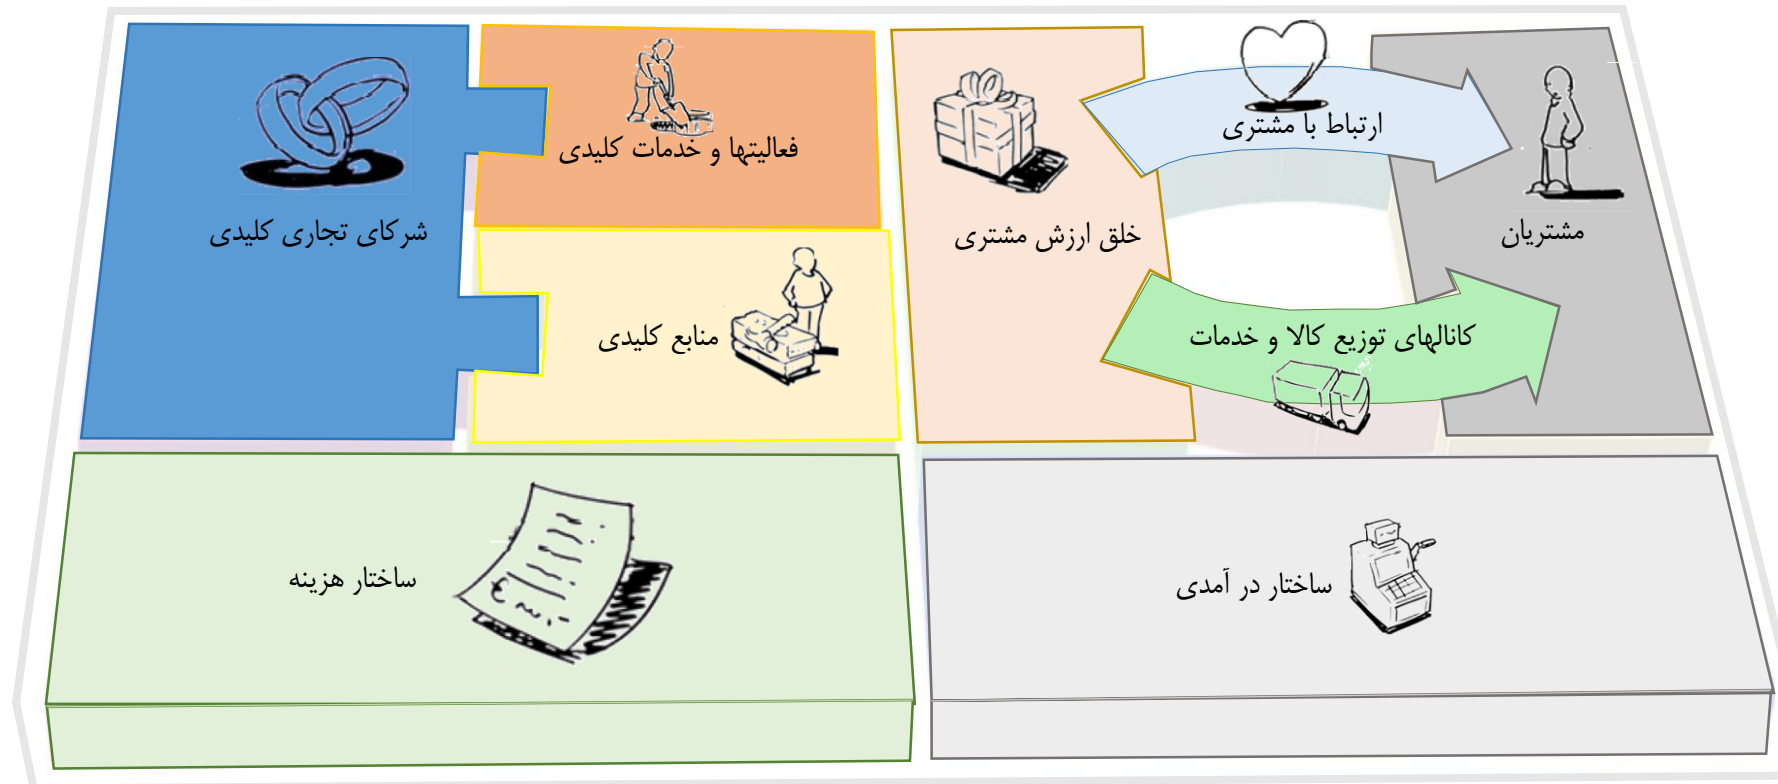 ارتباط با مشتری
فعالیتها و خدمات کلیدی
مشتریان
خلق ارزش مشتری
شرکای تجاری کلیدی
کانالهای توزیع کالا و خدمات
منابع کلیدی
ساختار در آمدی
ساختار هزینه